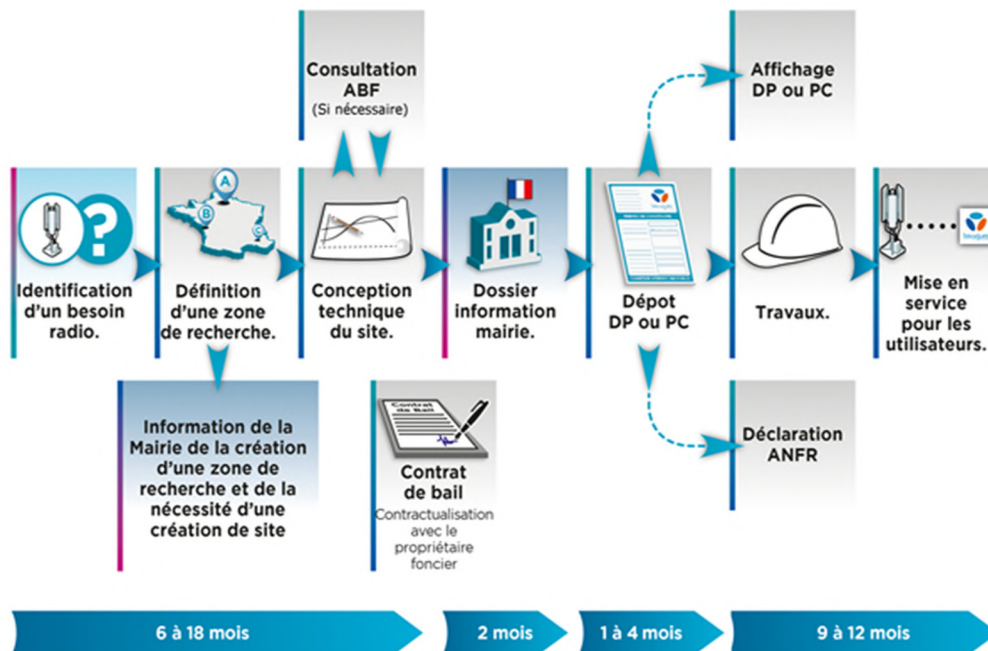 Consultation
ABF
(Si nécessaire)
Affichage
DP ou PC
A
B
C
Identification
d'un besoin
radio.
Définition
d'une zone
de recherche.
Conception
technique
du site.
Dossier
information
mairie.
Dépot
DP ou PC
Travaux.
Mise en
service
pour les
utilisateurs.
Information de la
Mairie de la création
d'une zone de
recherche et de la
nécessité d'une
création de site
Contrat
de Bail
Contrat
de bail
Contractualisation
avec le
propriétaire
foncier
Déclaration
ANFR
6 à 18 mois
2 mois
1 à 4 mois
9 à 12 mois